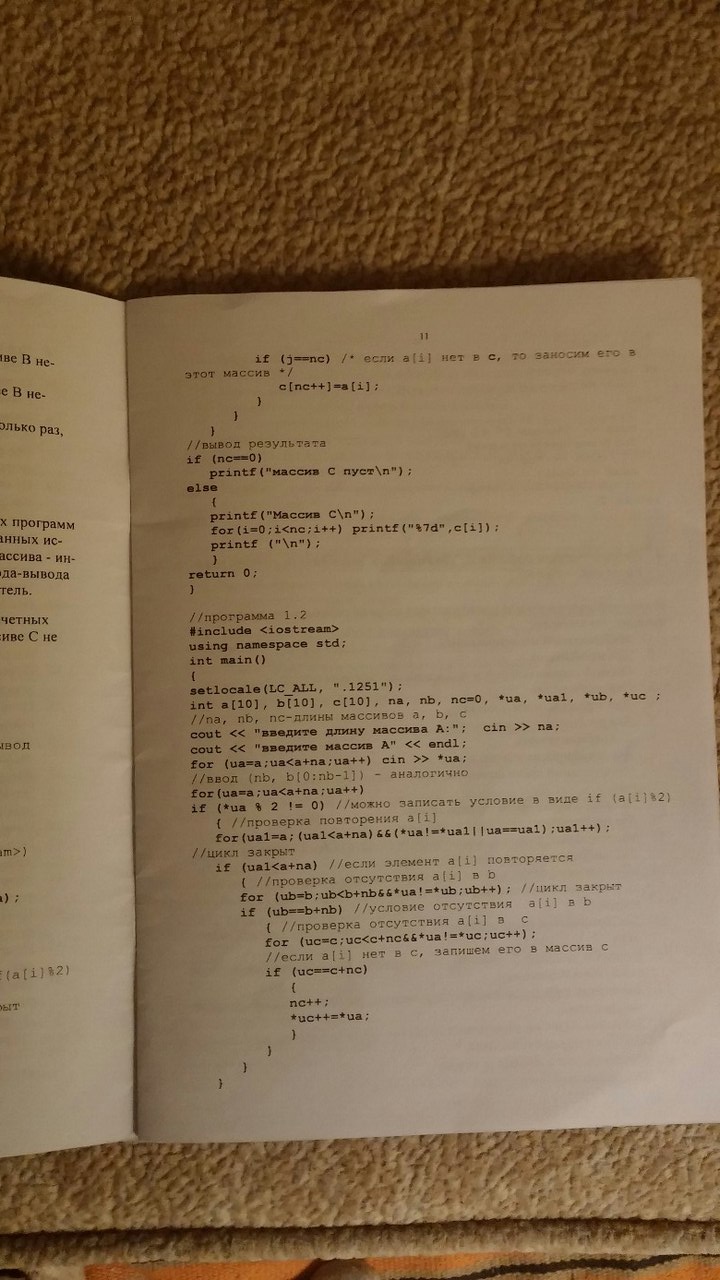 иве В не-
е В не-
олько раз,
х программ
анных ис-
ассива - ин-
ода-вывода
тель.
четных
сиве С не
ывод
am>)
) ;
f(a[i]%2)
рыт
11
if (j==nc) /* если a[i] нет в с, то заносим его в
этот массив */
c[nc++]=a[i];
}
}
}
//вывод результата
if (nc==0)
printf("массив С пуст\n");
else
{
printf("Массив С\n");
for(i=0;i<nc;i++) printf("%7d",c[i]);
printf ("\n");
}
return 0;
}
//программа 1.2
#include <iostream>
using namespace std;
int main()
{
setlocale(LC_ALL, ".1251");
int a[10], b[10], c[10], na, nb, nc=0, *ua, *ua1, *ub, *uc ;
//na, nb, nc-длины массивов a, b, c
cout << "введите длину массива А:"; cin >> na;
cout << "введите массив А" << endl;
for (ua=a;ua<a+na;ua++) cin >> *ua;
//ввод (nb, b[0:nb-1]) - аналогично
for(ua=a;ua<a+na;ua++)
if (*ua % 2 != 0) //можно записать условие в виде if (a[i]%2)
{ //проверка повторения a[i]
for(ua1=a;(ua1<a+na)&&(*ua!=*ua1||ua==ua1);ua1++);
//цикл закрыт
if (ua1<a+na) //если элемент a[i] повторяется
{ //проверка отсутствия a[i] в b
for (ub=b;ub<b+nb&&*ua!=*ub;ub++); //цикл закрыт
if (ub==b+nb) //условие отсутствия a[i] в b
{ //проверка отсутствия a[i] в с
for (uc=c;uc<c+nc&&*ua!=*uc;uc++);
//если a[i] нет в с, запишем его в массив с
if (uc==c+nc)
{
nc++;
*uc++=*ua;
}
}
}
}